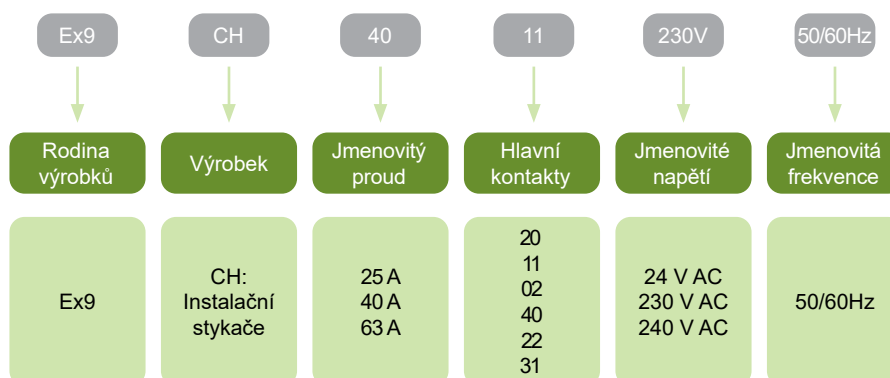 Ex9 CH 40 11 230V 50/60Hz
Rodina výrobků
Výrobek
Jmenovitý proud
Hlavní kontakty
Jmenovité napětí
Jmenovitá frekvence
Ex9
CH:
Instalační
stykače
25 A
40 A
63 A
20
11
02
40
22
31
24 V AC
230 V AC
240 V AC
50/60Hz